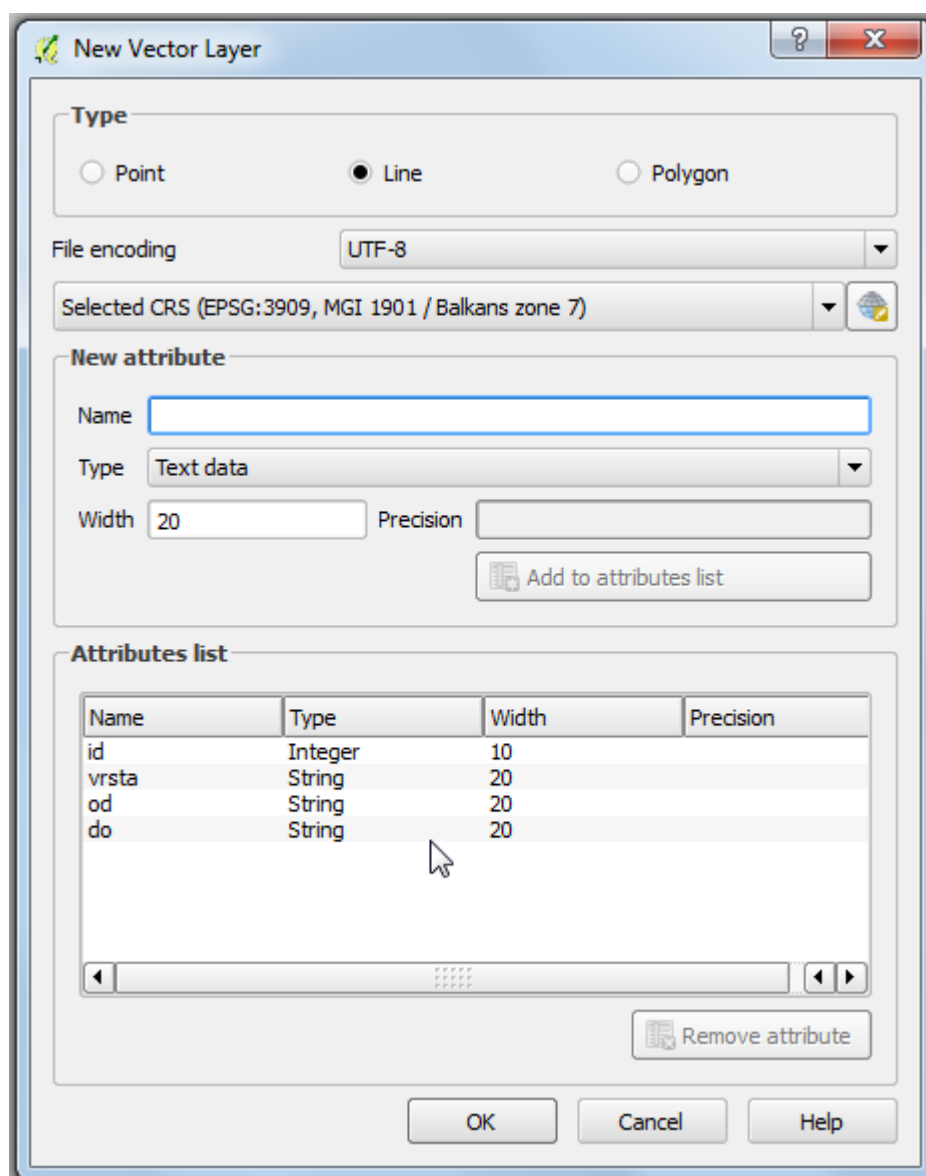 New Vector Layer
Type
Point Line Polygon
File encoding UTF-8
Selected CRS (EPSG:3909, MGI 1901 / Balkans zone 7)
New attribute
Name
Type Text data
Width 20 Precision
Add to attributes list
Attributes list
Name Type Width Precision
id Integer 10
vrsta String 20
od String 20
do String 20
Remove attribute
OK Cancel Help